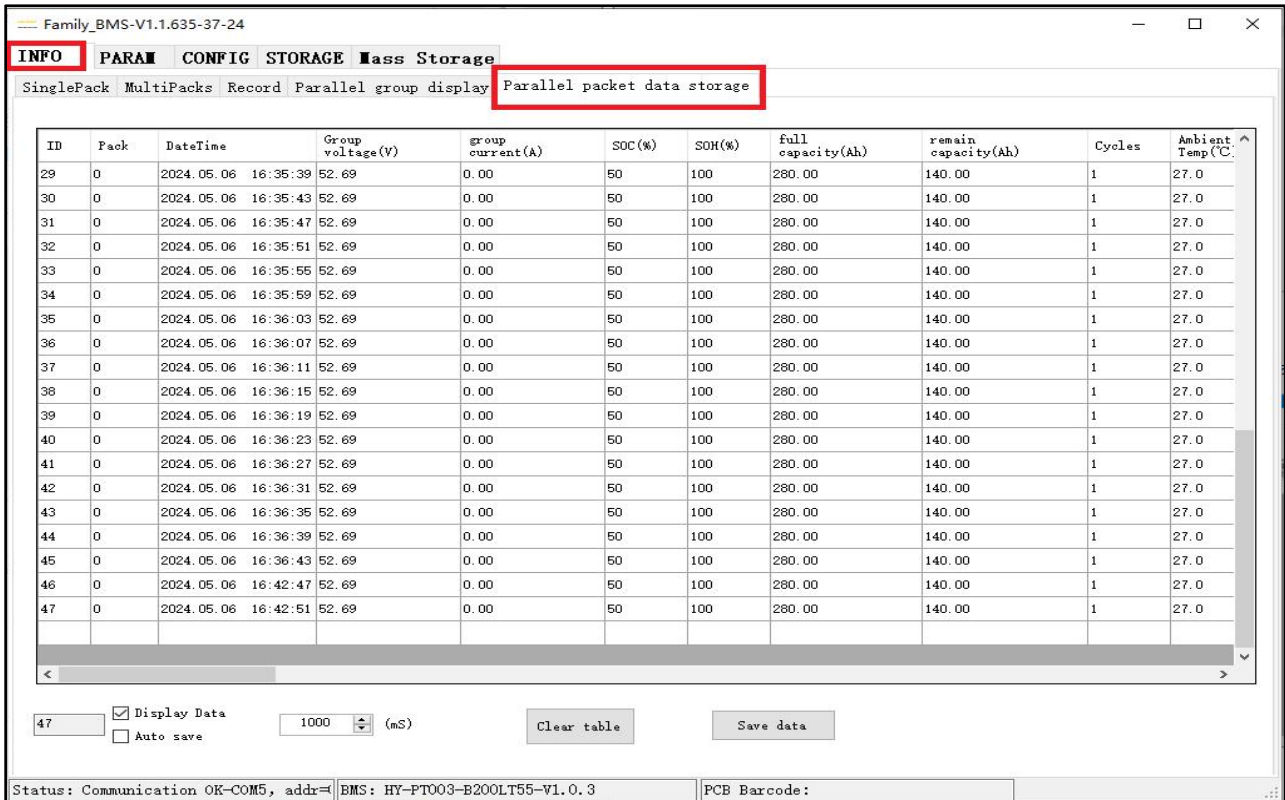 Family_BMS-V1.1.635-37-24
INFO PARAM CONFIG STORAGE Mass Storage
SinglePack MultiPacks Record Parallel group display Parallel packet data storage
ID Pack DateTime Group voltage(V) group current(A) SOC(%) SOH(%) full capacity(Ah) remain capacity(Ah) Cycles Ambient Temp(℃
29 0 2024.05.06 16:35:39 52.69 0.00 50 100 280.00 140.00 1 27.0
30 0 2024.05.06 16:35:43 52.69 0.00 50 100 280.00 140.00 1 27.0
31 0 2024.05.06 16:35:47 52.69 0.00 50 100 280.00 140.00 1 27.0
32 0 2024.05.06 16:35:51 52.69 0.00 50 100 280.00 140.00 1 27.0
33 0 2024.05.06 16:35:55 52.69 0.00 50 100 280.00 140.00 1 27.0
34 0 2024.05.06 16:35:59 52.69 0.00 50 100 280.00 140.00 1 27.0
35 0 2024.05.06 16:36:03 52.69 0.00 50 100 280.00 140.00 1 27.0
36 0 2024.05.06 16:36:07 52.69 0.00 50 100 280.00 140.00 1 27.0
37 0 2024.05.06 16:36:11 52.69 0.00 50 100 280.00 140.00 1 27.0
38 0 2024.05.06 16:36:15 52.69 0.00 50 100 280.00 140.00 1 27.0
39 0 2024.05.06 16:36:19 52.69 0.00 50 100 280.00 140.00 1 27.0
40 0 2024.05.06 16:36:23 52.69 0.00 50 100 280.00 140.00 1 27.0
41 0 2024.05.06 16:36:27 52.69 0.00 50 100 280.00 140.00 1 27.0
42 0 2024.05.06 16:36:31 52.69 0.00 50 100 280.00 140.00 1 27.0
43 0 2024.05.06 16:36:35 52.69 0.00 50 100 280.00 140.00 1 27.0
44 0 2024.05.06 16:36:39 52.69 0.00 50 100 280.00 140.00 1 27.0
45 0 2024.05.06 16:36:43 52.69 0.00 50 100 280.00 140.00 1 27.0
46 0 2024.05.06 16:42:47 52.69 0.00 50 100 280.00 140.00 1 27.0
47 0 2024.05.06 16:42:51 52.69 0.00 50 100 280.00 140.00 1 27.0
47 Display Data 1000 (mS) Clear table Save data
Auto save
Status: Communication OK-COM5, addr= BMS: HY-PT003-B200LT55-V1.0.3 PCB Barcode: